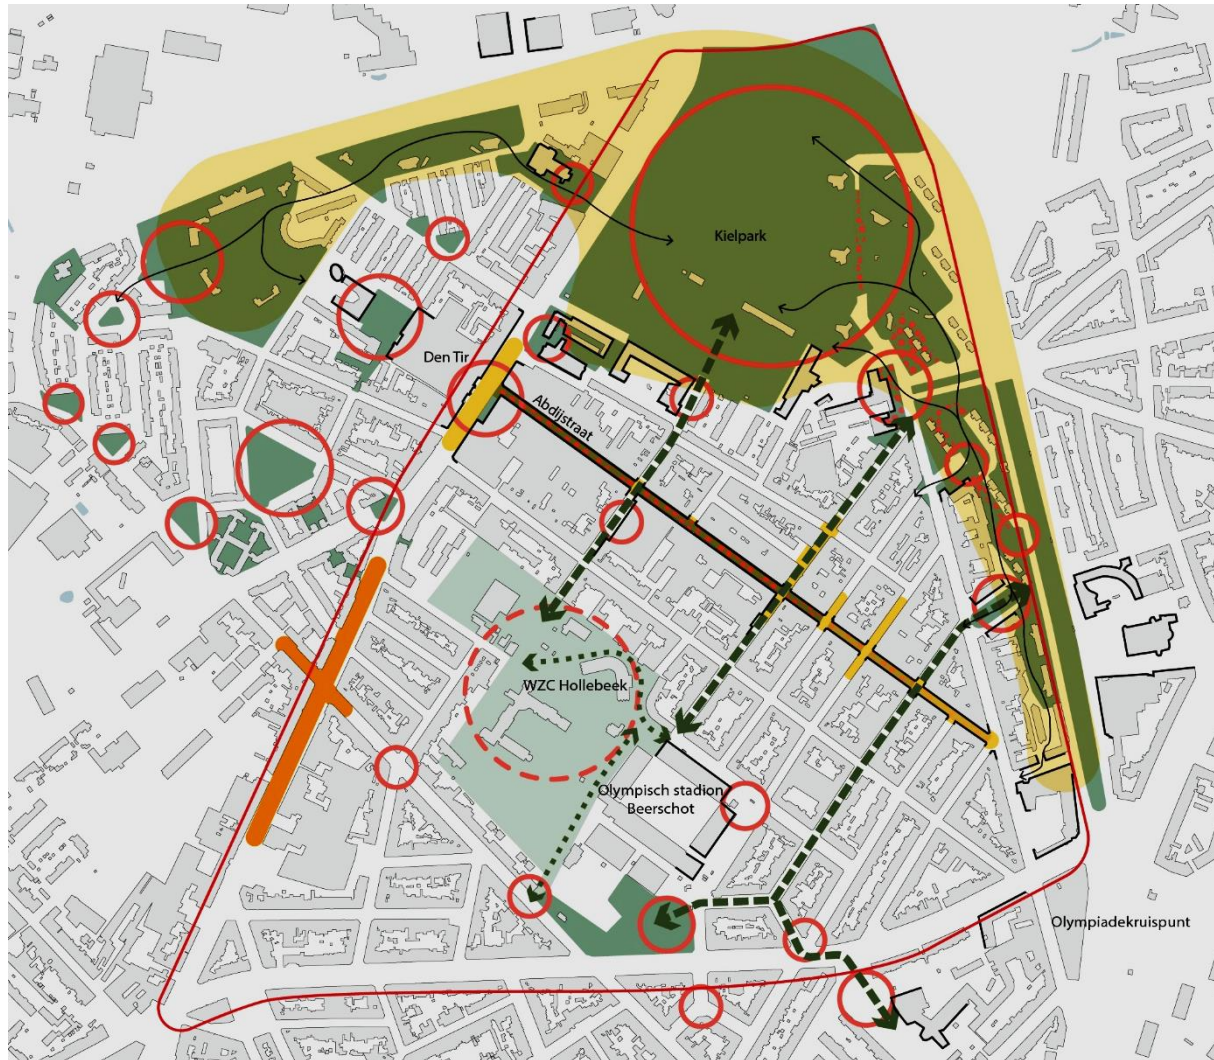 Kielpark
Den Tir
Abdijstraat
WZC Hollebeek
Olympisch stadion
Beerschot
Olympiadekruispunt